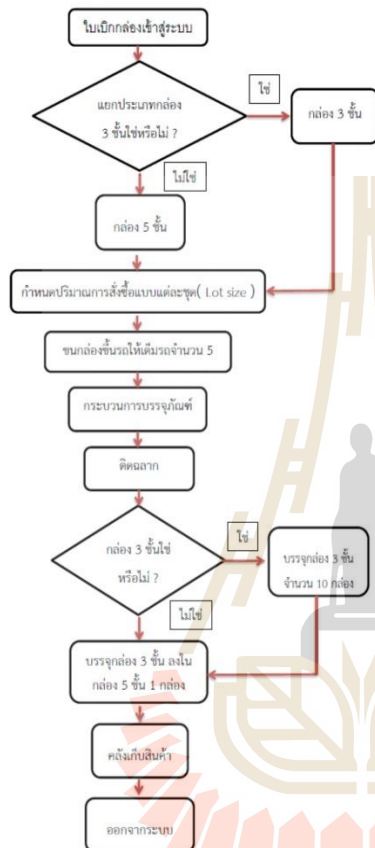 ใบเบิกกล่องเข้าสู่ระบบ
แยกประเภทกล่อง
3 ชั้นใช่หรือไม่ ?
ใช่
กล่อง 3 ชั้น
ไม่ใช่
กล่อง 5 ชั้น
กำหนดปริมาณการสั่งซื้อแบบแต่ละชุด( Lot size )
ขนกล่องขึ้นรถให้เต็มรถจำนวน 5
กระบวนการบรรจุภัณฑ์
ติดฉลาก
กล่อง 3 ชั้นใช่
หรือไม่ ?
ใช่
บรรจุกล่อง 3 ชั้น
จำนวน 10 กล่อง
ไม่ใช่
บรรจุกล่อง 3 ชั้น ลงใน
กล่อง 5 ชั้น 1 กล่อง
คลังเก็บสินค้า
ออกจากระบบ